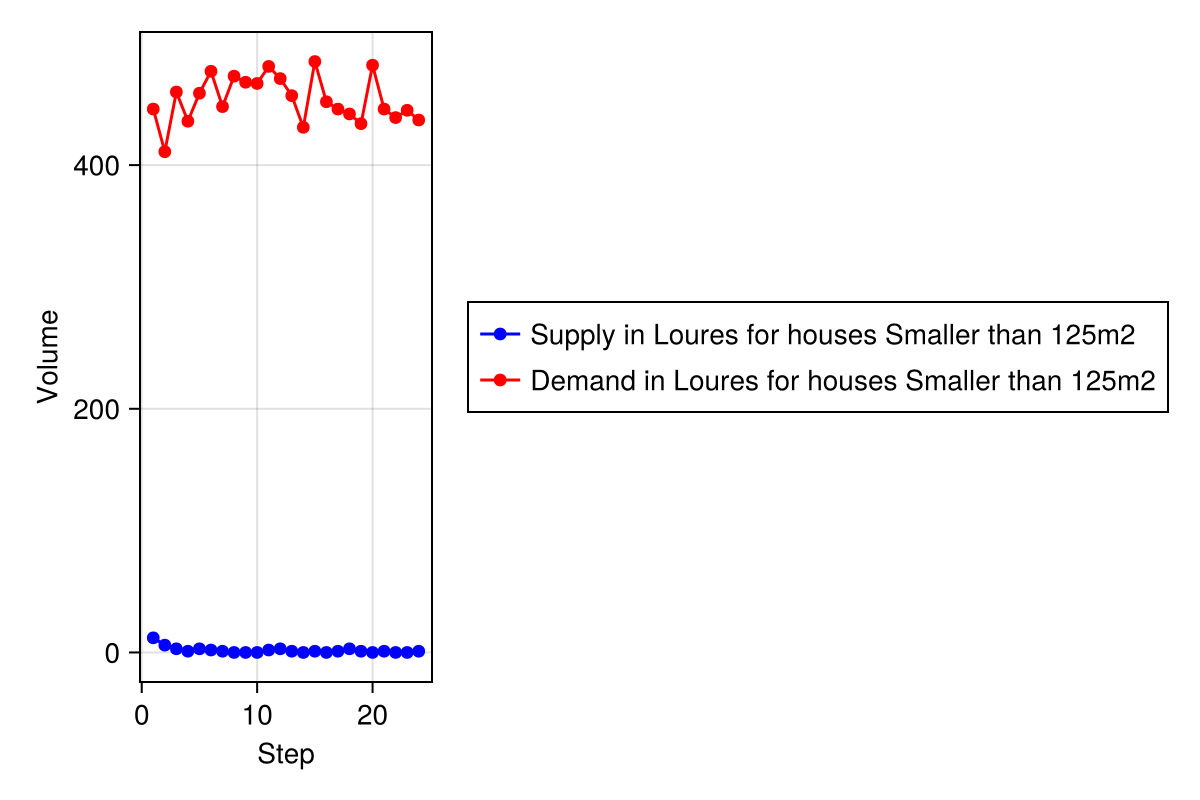 Volume
400
200
0
0 10 20
Step
Supply in Loures for houses Smaller than 125m2
Demand in Loures for houses Smaller than 125m2